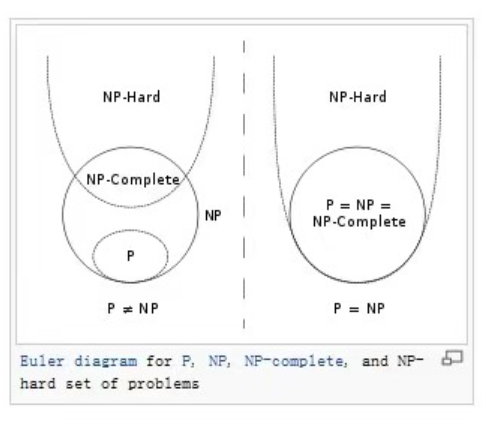 NP-Hard
NP-Complete
NP
P
P ≠ NP
NP-Hard
P = NP =
NP-Complete
P = NP
Euler diagram for P, NP, NP-complete, and NP-
hard set of problems